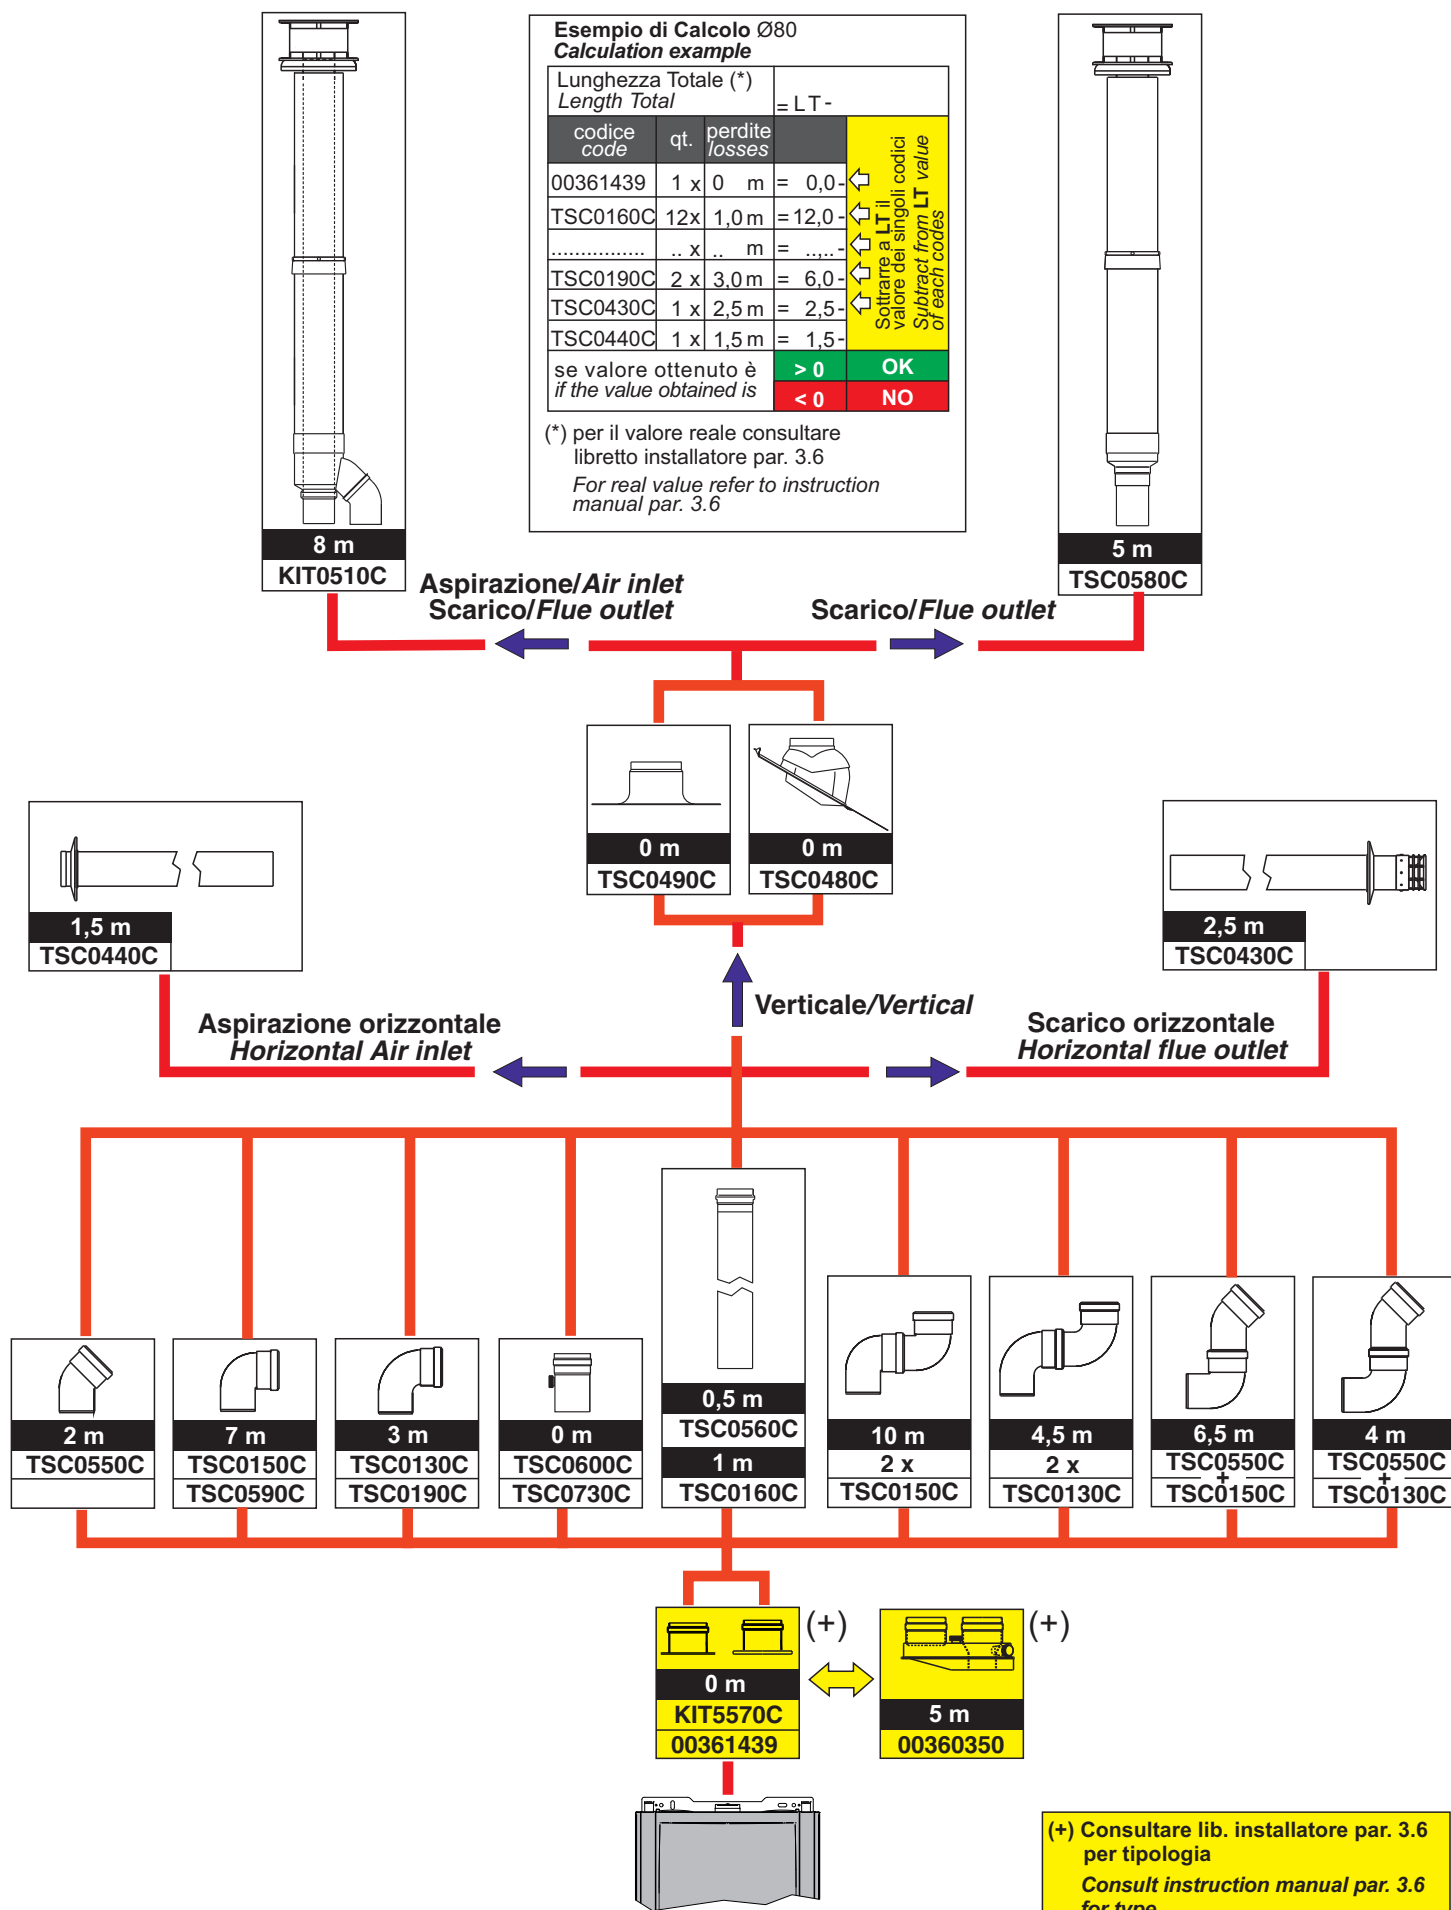 Esempio di Calcolo Ø80
Calculation example
Lunghezza Totale (*)
Length Total
= LT -
codice
code
qt.
perdite
losses
00361439 1 x 0 m = 0,0-
TSC0160C 12x 1,0 m =12,0 -
................ .. x .. m = ..,.. -
TSC0190C 2 x 3,0 m = 6,0-
TSC0430C 1 x 2,5 m = 2,5-
TSC0440C 1 x 1,5 m = 1,5-
Sottrarre a LT il
valore dei singoli codici
Subtract from LT value
of each codes
se valore ottenuto è
if the value obtained is
> 0 OK
< 0 NO
(*) per il valore reale consultare
libretto installatore par. 3.6
For real value refer to instruction
manual par. 3.6
8 m
KIT0510C
5 m
TSC0580C
Aspirazione/Air inlet
Scarico/Flue outlet
Scarico/Flue outlet
0 m
TSC0490C
0 m
TSC0480C
1,5 m
TSC0440C
2,5 m
TSC0430C
Verticale/Vertical
Aspirazione orizzontale
Horizontal Air inlet
Scarico orizzontale
Horizontal flue outlet
2 m
TSC0550C
7 m
TSC0150C
TSC0590C
3 m
TSC0130C
TSC0190C
0 m
TSC0600C
TSC0730C
0,5 m
TSC0560C
1 m
TSC0160C
10 m
2 x
TSC0150C
4,5 m
2 x
TSC0130C
6,5 m
TSC0550C
+
TSC0150C
4 m
TSC0550C
+
TSC0130C
(+)
0 m
KIT5570C
00361439
(+)
5 m
00360350
(+) Consultare lib. installatore par. 3.6
per tipologia
Consult instruction manual par. 3.6
for type